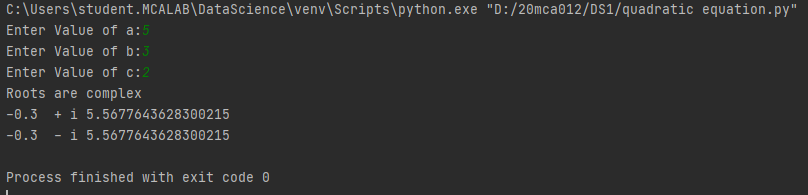 C:\Users\student.MCALAB\DataScience\venv\Scripts\python.exe "D:/20mca012/DS1/quadratic equation.py"
Enter Value of a:5
Enter Value of b:3
Enter Value of c:2
Roots are complex
-0.3  + i 5.5677643628300215
-0.3  - i 5.5677643628300215
Process finished with exit code 0